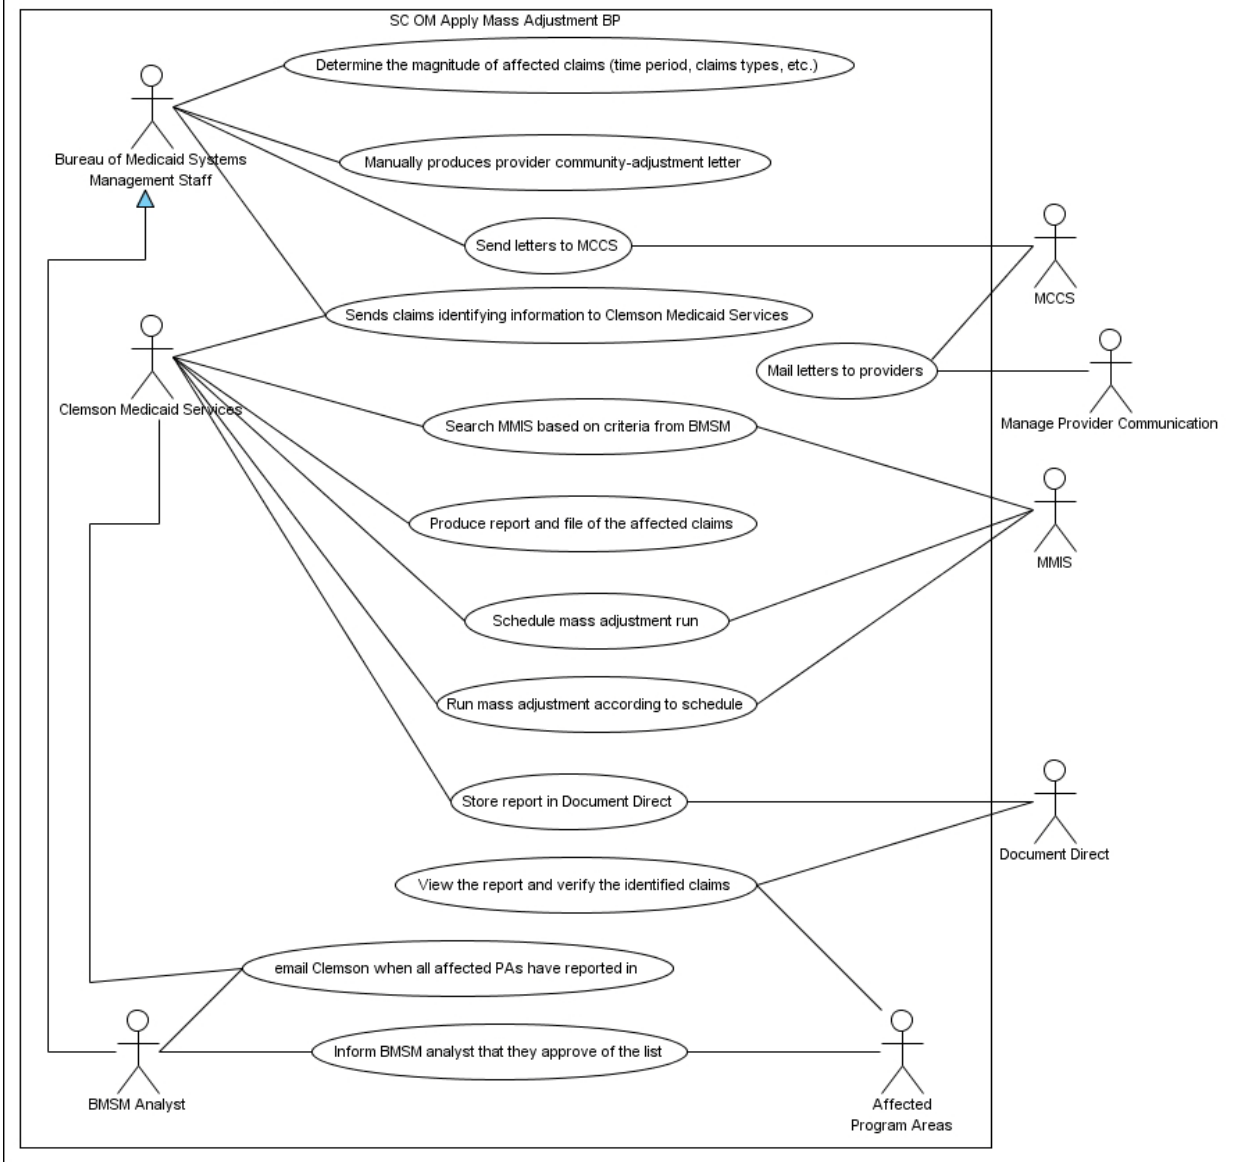 SC OM Apply Mass Adjustment BP
Determine the magnitude of affected claims (time period, claims types, etc.)
Bureau of Medicaid Systems
Management Staff
Manually produces provider community-adjustment letter
Send letters to MCCS
MCCS
Sends claims identifying information to Clemson Medicaid Services
Mail letters to providers
Manage Provider Communication
Clemson Medicaid Services
Search MMIS based on criteria from BMSM
Produce report and file of the affected claims
MMIS
Schedule mass adjustment run
Run mass adjustment according to schedule
Store report in Document Direct
Document Direct
View the report and verify the identified claims
email Clemson when all affected PAs have reported in
Inform BMSM analyst that they approve of the list
BMSM Analyst
Affected
Program Areas